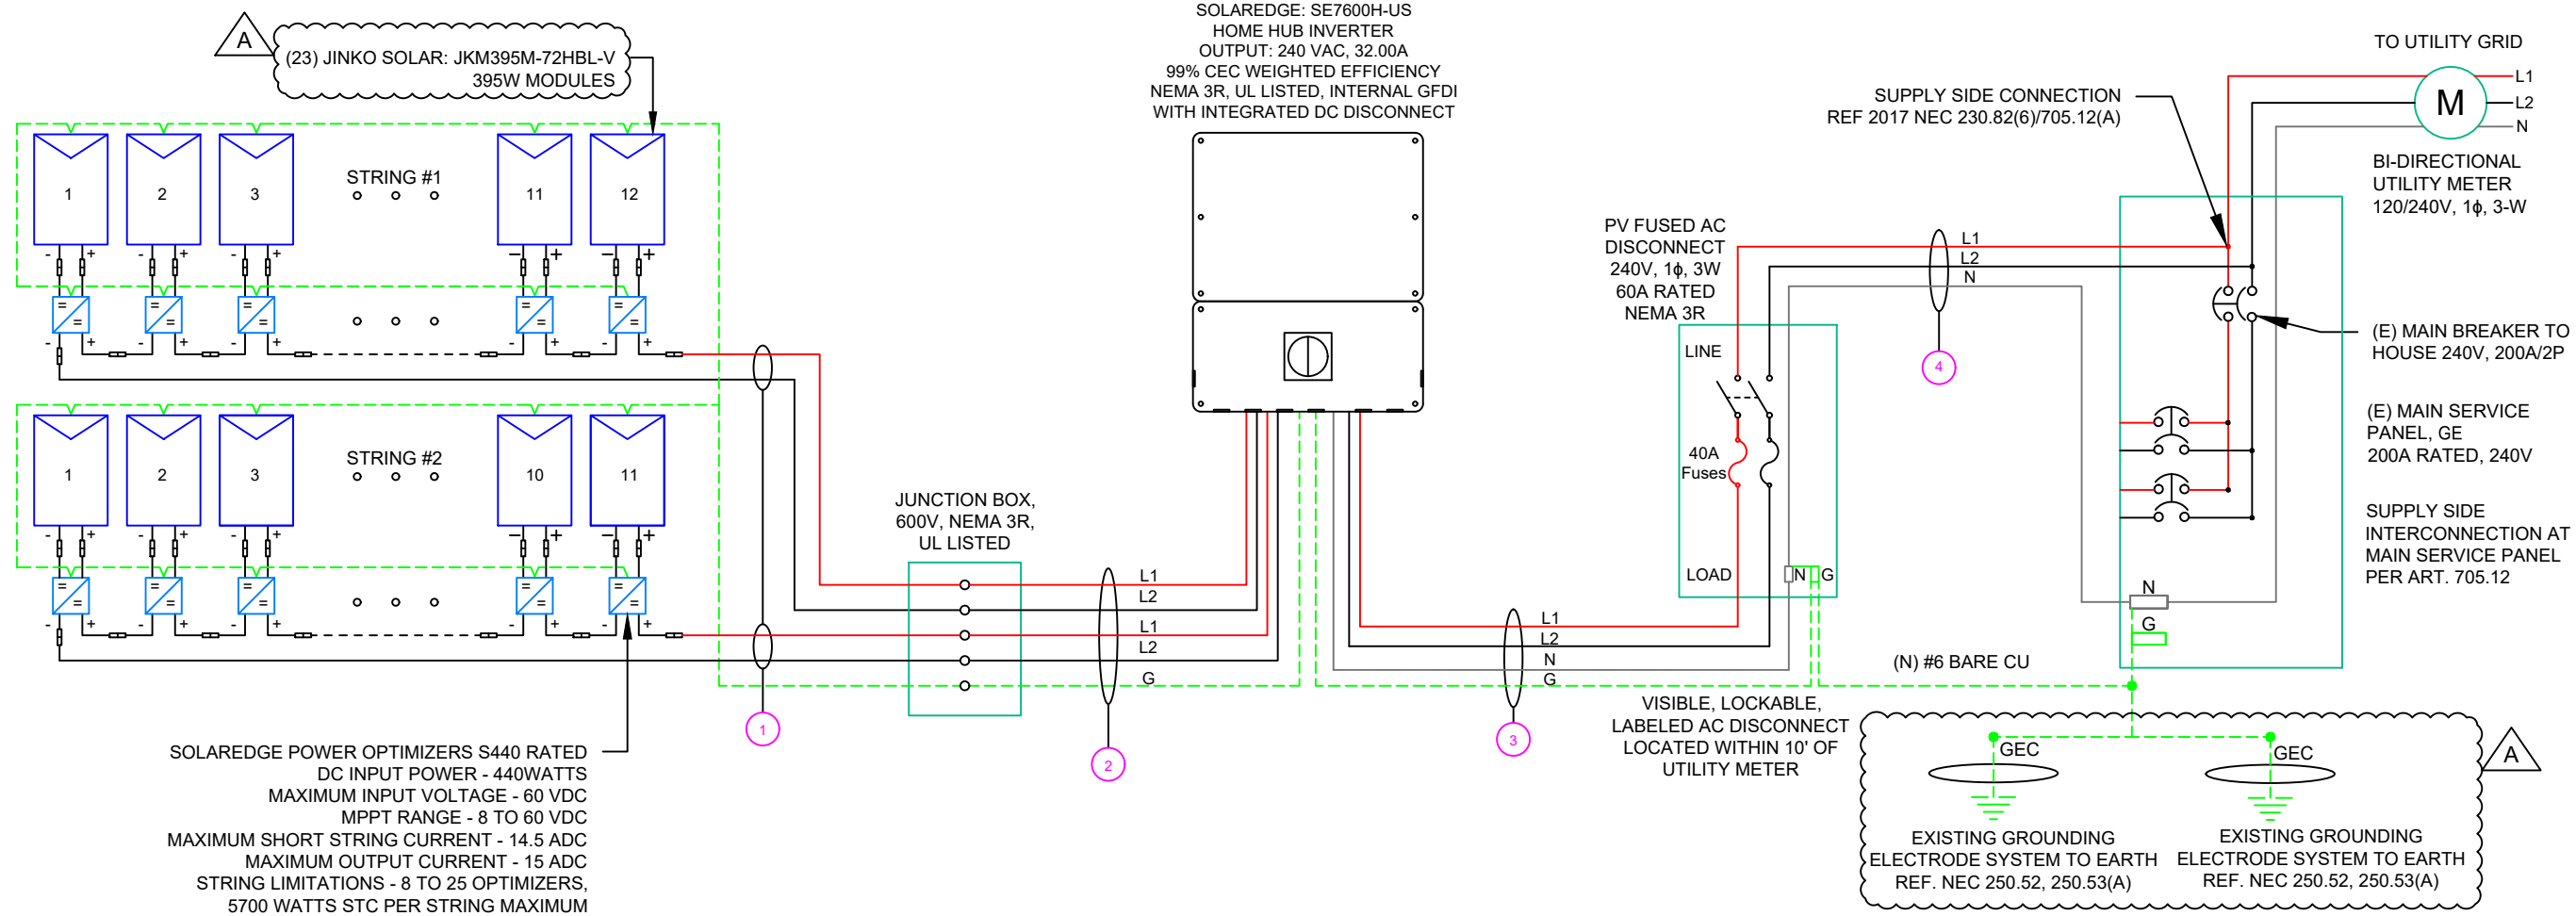 A
(23) JINKO SOLAR: JKM395M-72HBL-V
395W MODULES
1
2
3
STRING #1
11
12
-
+
-
+
-
+
-
+
-
+
=
=
=
=
=
=
=
=
=
=
-
+
-
+
-
+
-
+
-
+
1
2
3
STRING #2
10
11
-
+
-
+
-
+
-
+
-
+
=
=
=
=
=
=
=
=
=
=
-
+
-
+
-
+
-
+
-
+
SOLAREDGE POWER OPTIMIZERS S440 RATED
DC INPUT POWER - 440WATTS
MAXIMUM INPUT VOLTAGE - 60 VDC
MPPT RANGE - 8 TO 60 VDC
MAXIMUM SHORT STRING CURRENT - 14.5 ADC
MAXIMUM OUTPUT CURRENT - 15 ADC
STRING LIMITATIONS - 8 TO 25 OPTIMIZERS,
5700 WATTS STC PER STRING MAXIMUM
1
JUNCTION BOX,
600V, NEMA 3R,
UL LISTED
L1
L2
L1
L2
G
2
SOLAREDGE: SE7600H-US
HOME HUB INVERTER
OUTPUT: 240 VAC, 32.00A
99% CEC WEIGHTED EFFICIENCY
NEMA 3R, UL LISTED, INTERNAL GFDI
WITH INTEGRATED DC DISCONNECT
L1
L2
N
G
3
PV FUSED AC
DISCONNECT
240V, 1ϕ, 3W
60A RATED
NEMA 3R
LINE
40A
Fuses
LOAD
N
G
VISIBLE, LOCKABLE,
LABELED AC DISCONNECT
LOCATED WITHIN 10' OF
UTILITY METER
L1
L2
N
4
SUPPLY SIDE CONNECTION
REF 2017 NEC 230.82(6)/705.12(A)
TO UTILITY GRID
M
L1
L2
N
BI-DIRECTIONAL
UTILITY METER
120/240V, 1ϕ, 3-W
(E) MAIN BREAKER TO
HOUSE 240V, 200A/2P
(E) MAIN SERVICE
PANEL, GE
200A RATED, 240V
SUPPLY SIDE
INTERCONNECTION AT
MAIN SERVICE PANEL
PER ART. 705.12
N
G
(N) #6 BARE CU
GEC
GEC
EXISTING GROUNDING
ELECTRODE SYSTEM TO EARTH
REF. NEC 250.52, 250.53(A)
EXISTING GROUNDING
ELECTRODE SYSTEM TO EARTH
REF. NEC 250.52, 250.53(A)
A